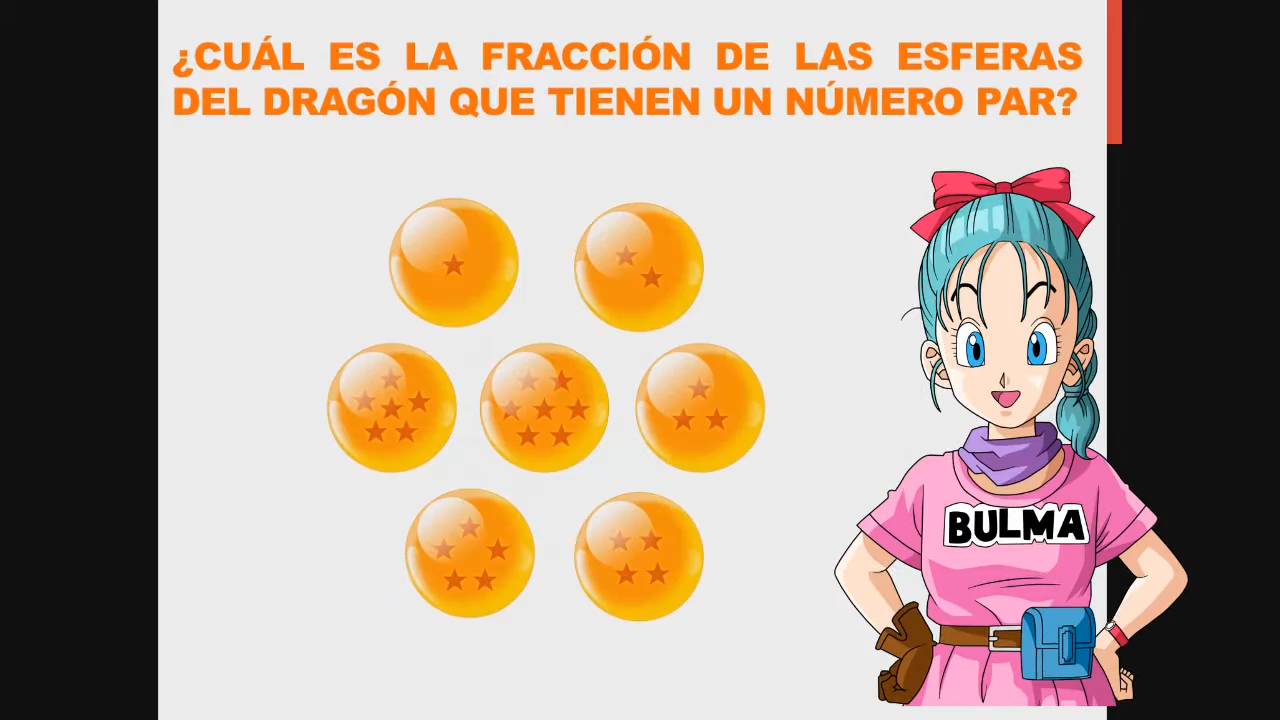 ¿CUÁL ES LA FRACCIÓN DE LAS ESFERAS
DEL DRAGÓN QUE TIENEN UN NÚMERO PAR?
BULMA